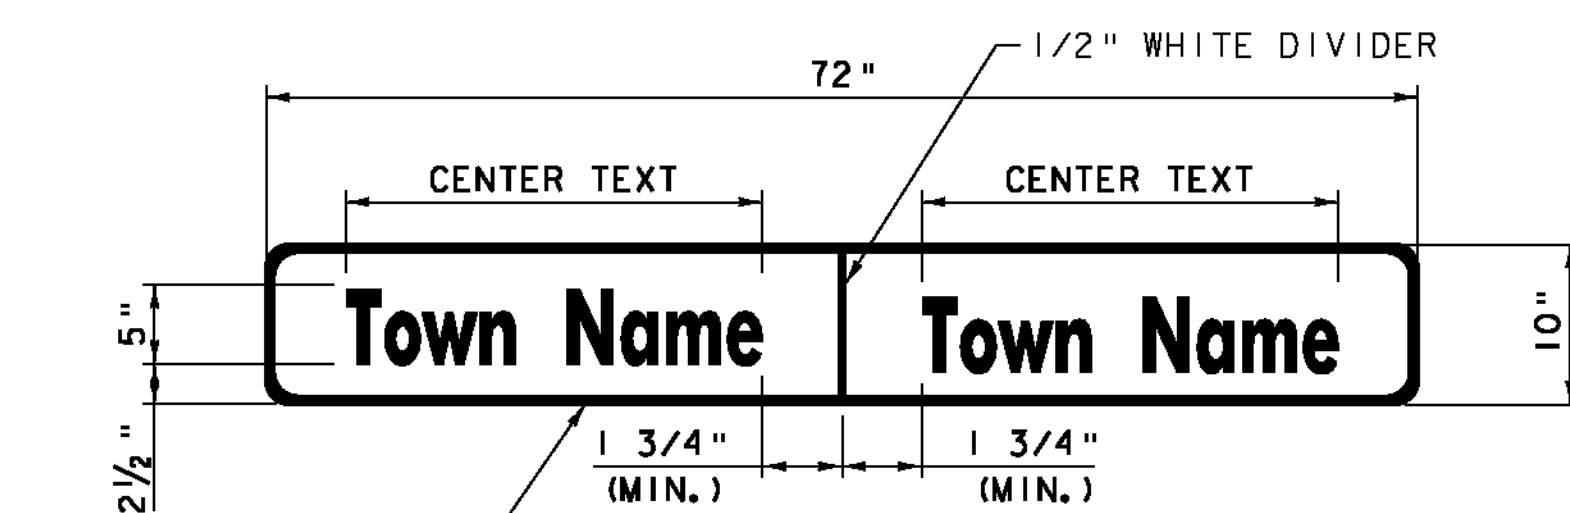 1/2" WHITE DIVIDER
72"
CENTER TEXT
CENTER TEXT
5"
Town Name
Town Name
10"
2½"
1 3/4"
(MIN.)
1 3/4"
(MIN.)